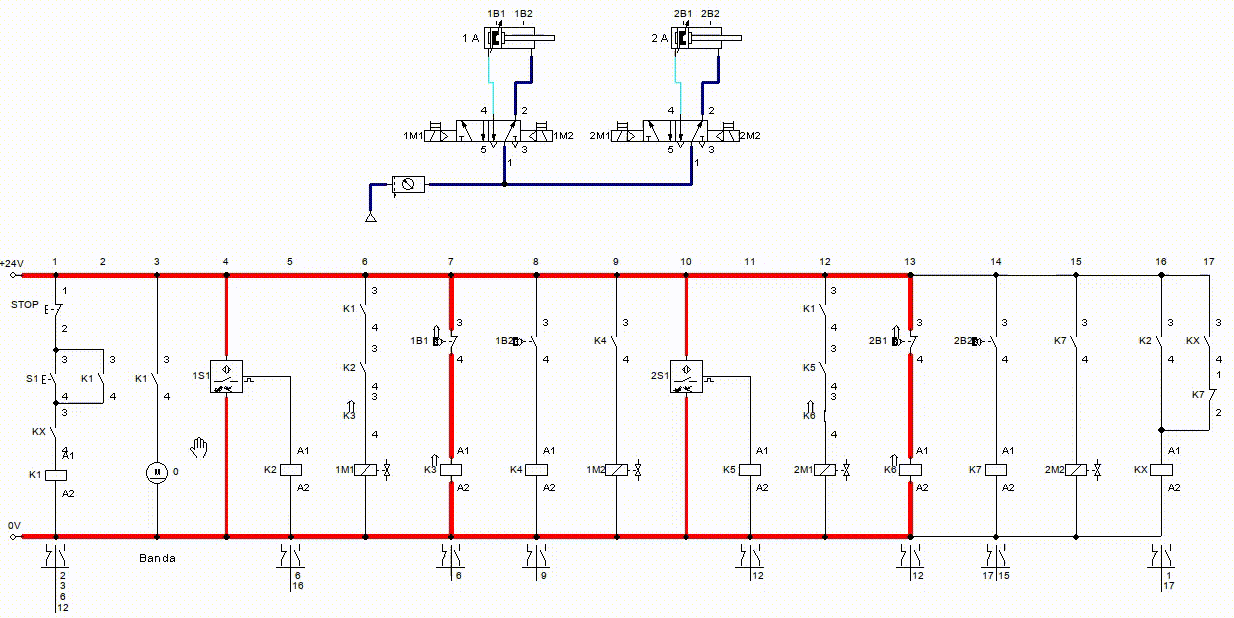 1B1 1B2 2B1 2B2
1 A 2 A
4 2 4 2
1M1 1M2 2M1 2M2
5 3 5 3
1 1
+24V 1 2 3 4 5 6 7 8 9 10 11 12 13 14 15 16 17
1 3 3
STOP K1 K1
2 4 3 3 3 4 3 3 3 3 3
1B1 1B2 K4 2B1 2B2 K7 K2 KX
3 3 3 3 4 4 4 3 4 4 4 4 4
S1 K1 K1 1S1 K2 2S1 K5 1
4 4 4 4 4 K7
3 3 3 2
K3 K6
KX 4 4
4
A1 A1 A1 A1 A1 A1 A1 A1
K1 M 0 K2 1M1 K3 K4 1M2 K5 2M1 K6 K7 2M2 KX
A2 A2 A2 A2 A2 A2 A2 A2
0V
Banda
2 6 6 9 12 12 17 15 1
3 16 17
6
12